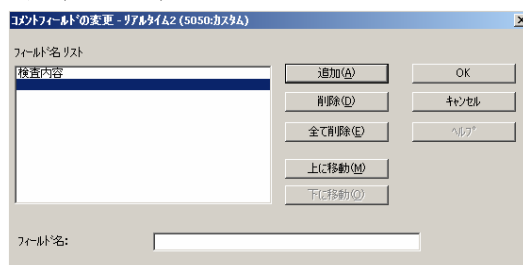 ｺﾒﾝﾄﾌｨｰﾙﾄﾞの変更 - ﾘｱﾙﾀｲﾑ2 (5050:ｶｽﾀﾑ)
ﾌｨｰﾙﾄﾞ名 ﾘｽﾄ
検査内容
追加(A)
OK
削除(D)
ｷｬﾝｾﾙ
全て削除(E)
ﾍﾙﾌﾟ
上に移動(M)
下に移動(O)
ﾌｨｰﾙﾄﾞ名: